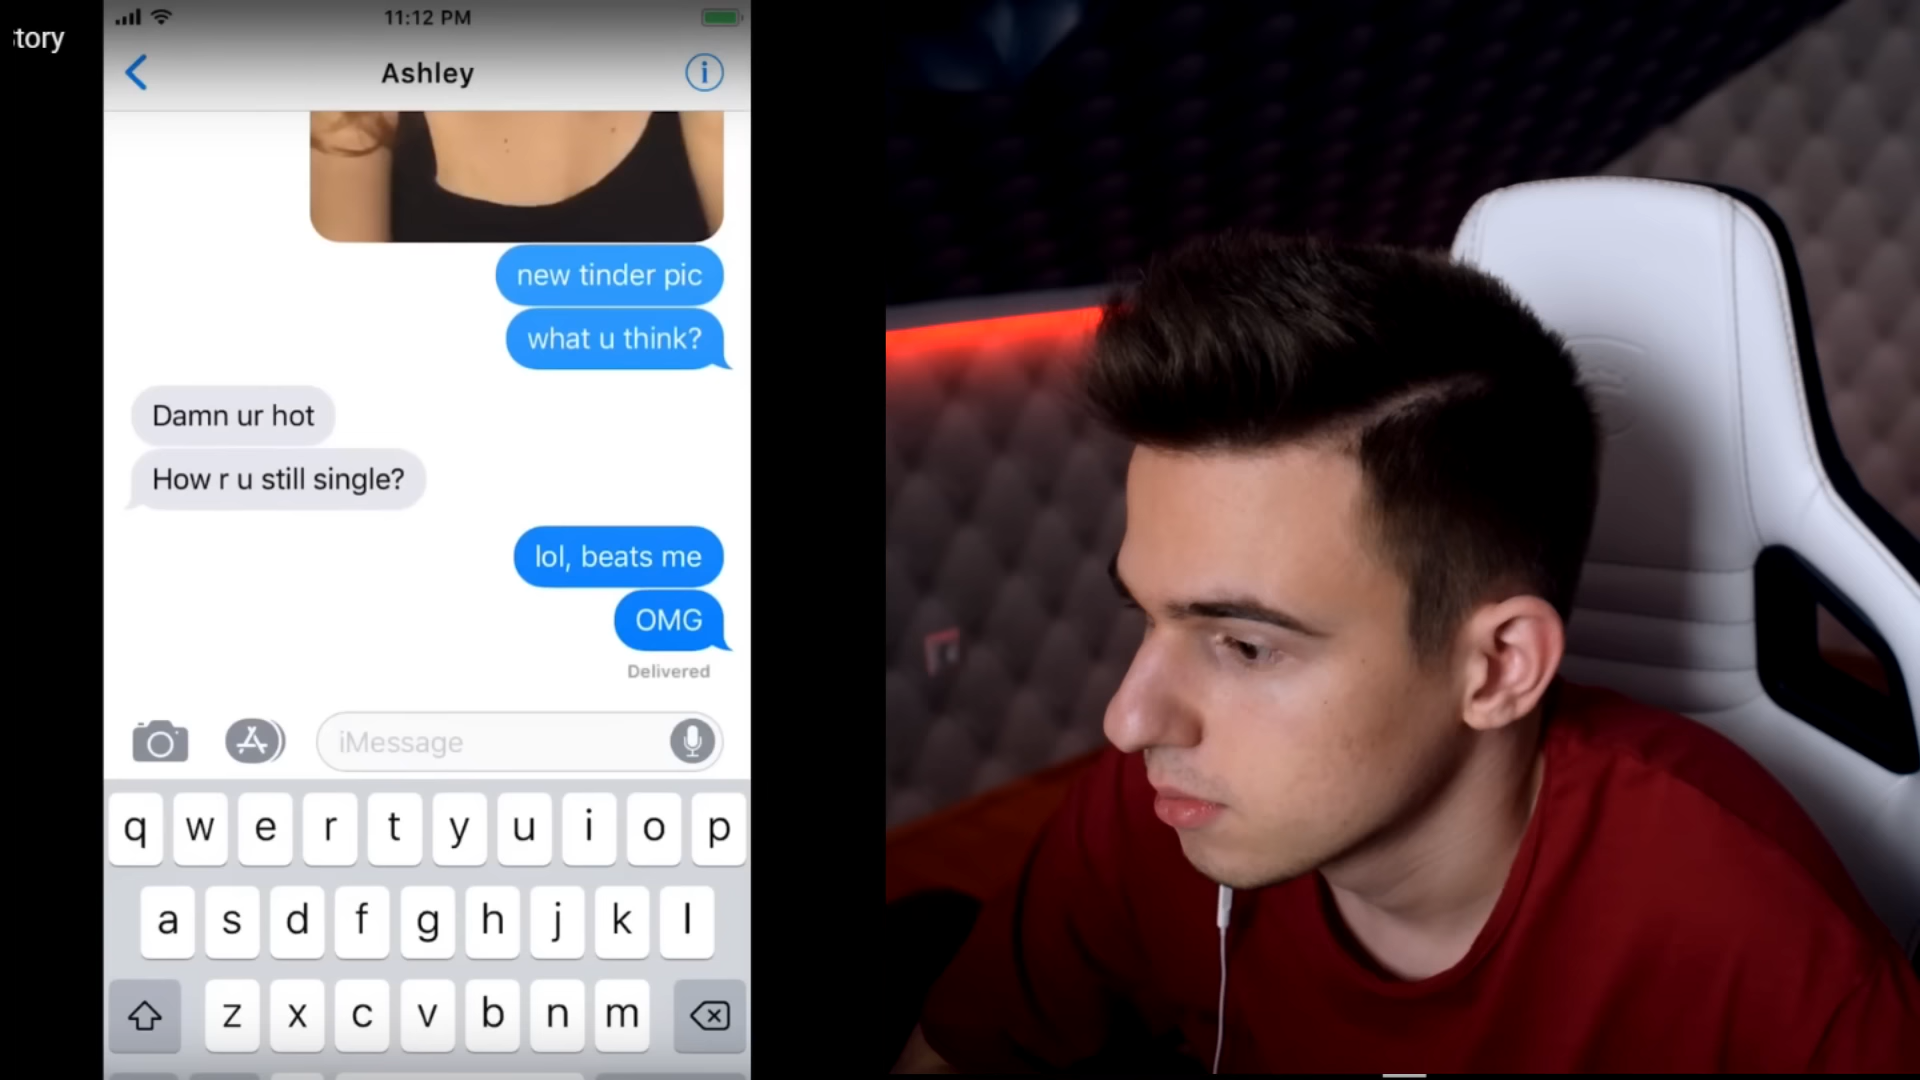 tory
11:12 PM
Ashley
new tinder pic
what u think?
Damn ur hot
How r u still single?
lol, beats me
OMG
Delivered
iMessage
q w e r t y u i o p
a s d f g h j k l
z x c v b n m